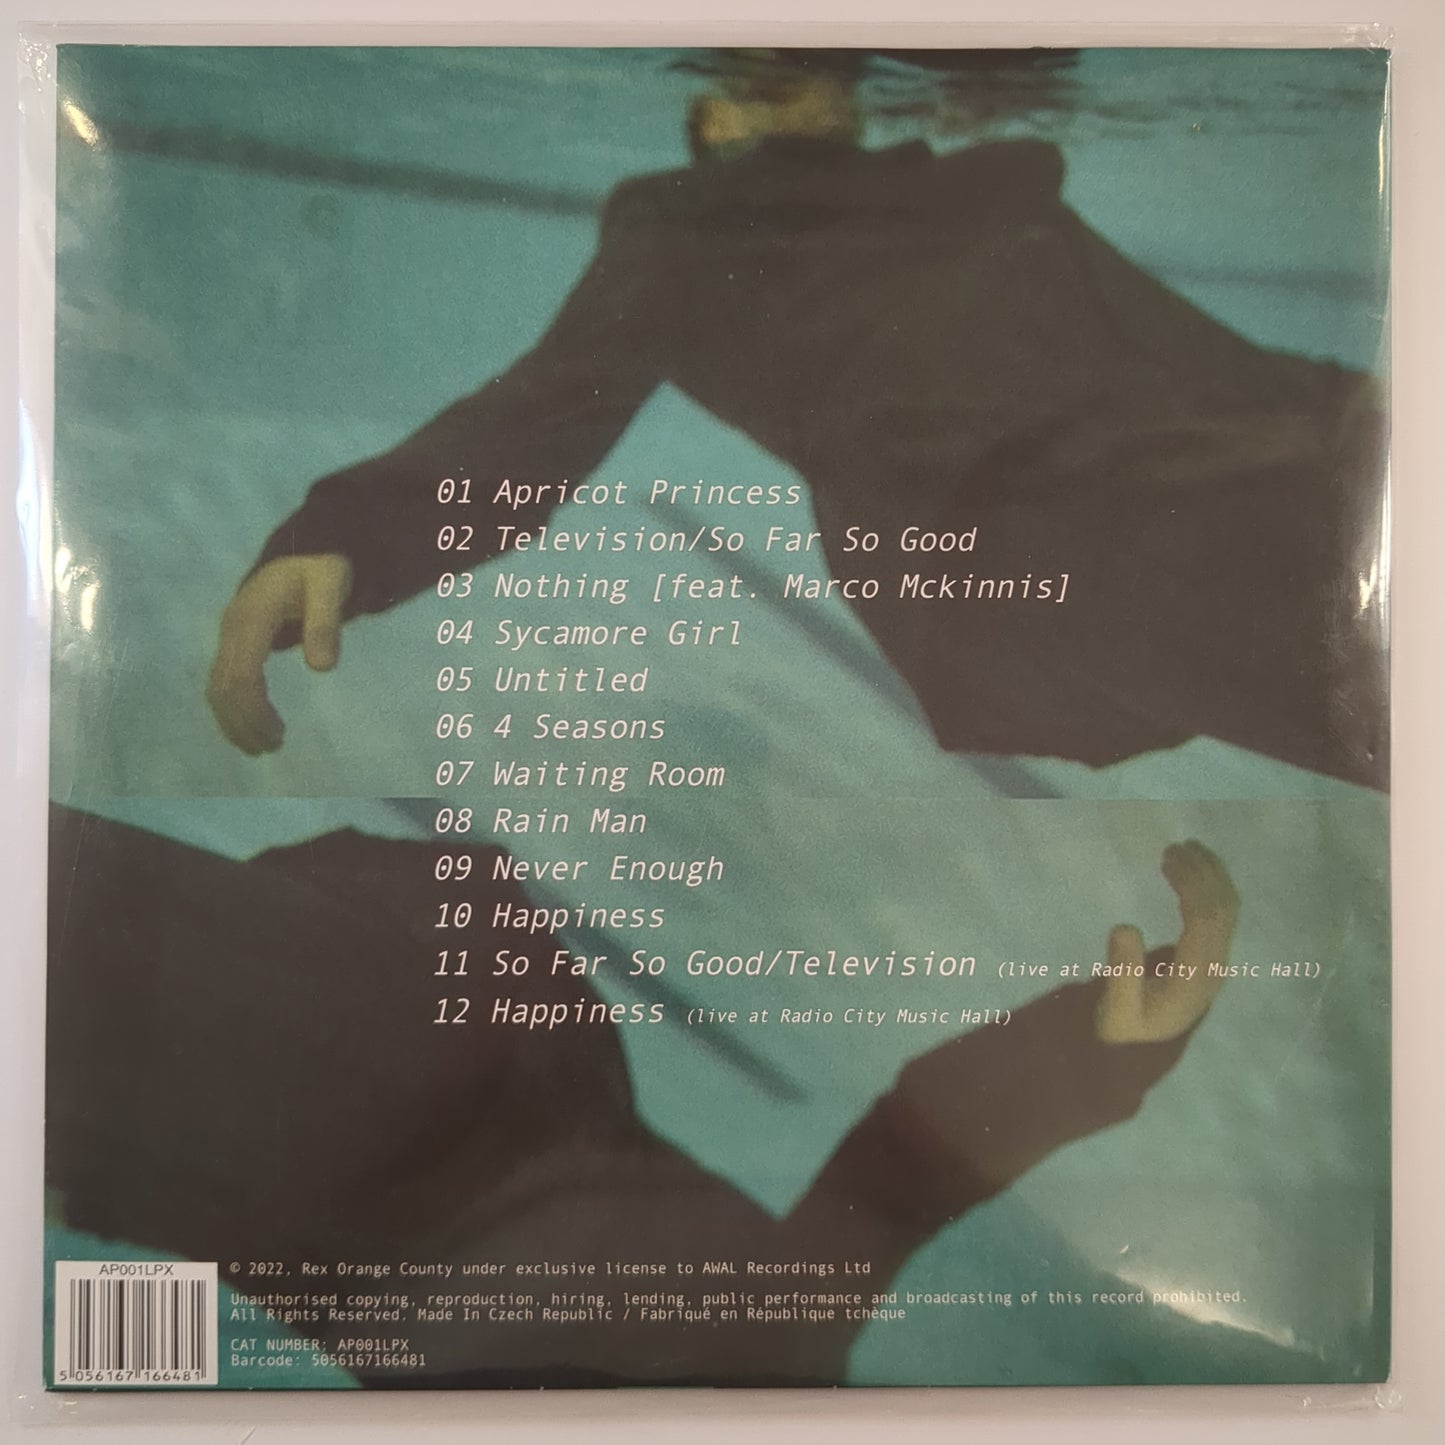 01 Apricot Princess
02 Television/So Far So Good
03 Nothing [feat. Marco Mckinnis]
04 Sycamore Girl
05 Untitled
06 4 Seasons
07 Waiting Room
08 Rain Man
09 Never Enough
10 Happiness
11 So Far So Good/Television (live at Radio City Music Hall)
12 Happiness (live at Radio City Music Hall)
AP001LPX
5 056167 166481
© 2022, Rex Orange County under exclusive license to AWAL Recordings Ltd
Unauthorised copying, reproduction, hiring, lending, public performance and broadcasting of this record prohibited.
All Rights Reserved. Made In Czech Republic / Fabriqué en République tchèque
CAT NUMBER: AP001LPX
Barcode: 5056167166481